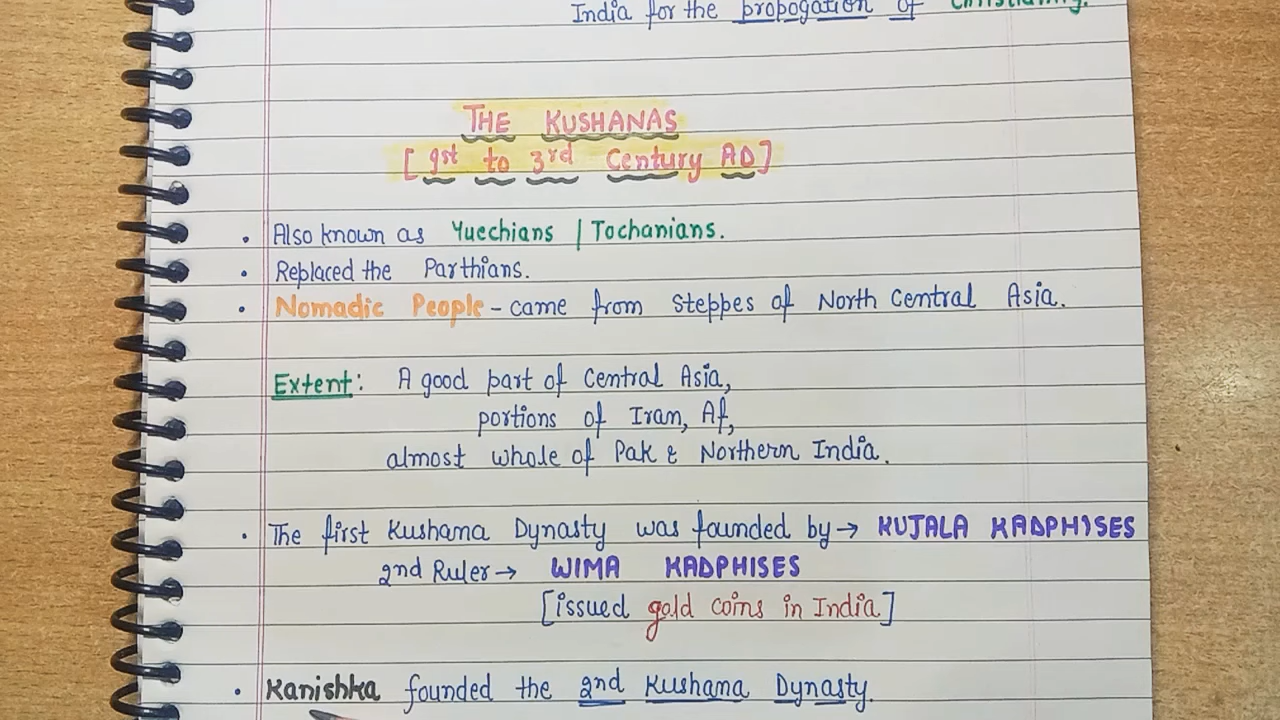 India for the propogation of Christianity.
THE KUSHANAS
[1st to 3rd Century AD]
• Also known as Yuechians / Tochanians.
• Replaced the Parthians.
• Nomadic People - came from steppes of North Central Asia.
Extent: A good part of Central Asia,
portions of Iran, Af,
almost whole of Pak & Northern India.
• The first Kushana Dynasty was founded by → KUJALA KADPHISES
2nd Ruler → WIMA KADPHISES
[issued gold coins in India]
• Kanishka founded the 2nd Kushana Dynasty.